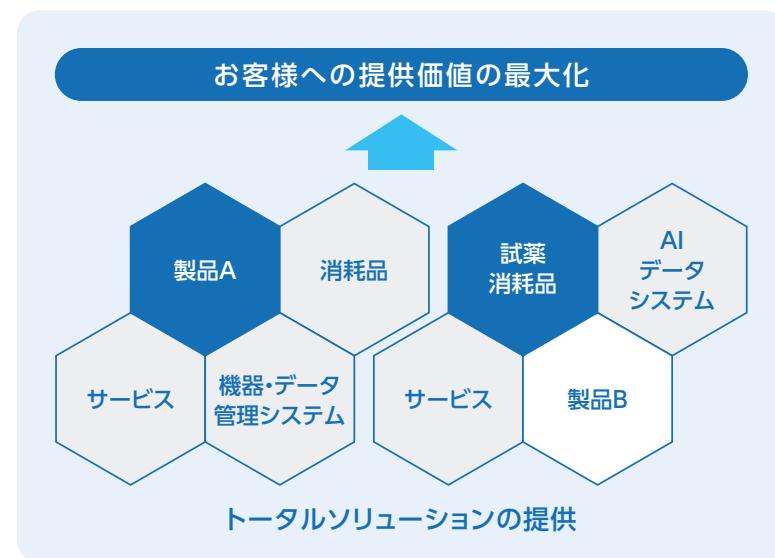 お客様への提供価値の最大化
製品A
消耗品
試薬
消耗品
AI
データ
システム
サービス
機器・データ
管理システム
サービス
製品B
トータルソリューションの提供